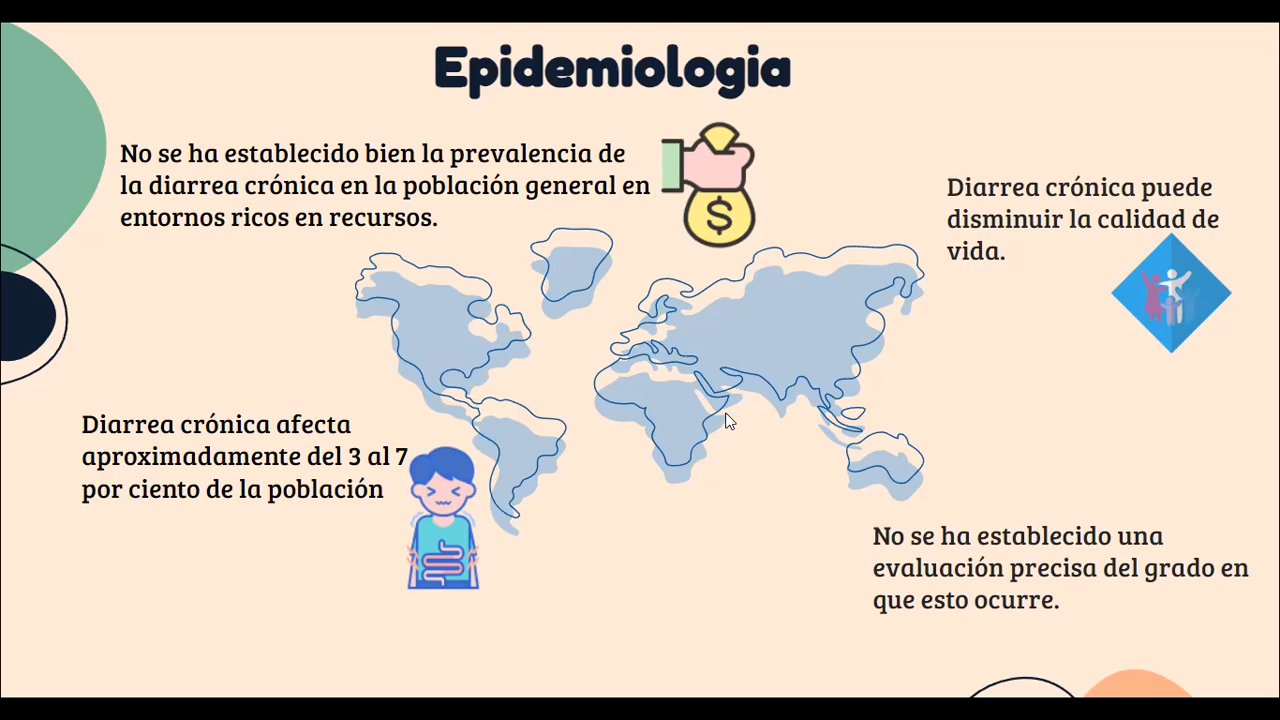 Epidemiologia
No se ha establecido bien la prevalencia de
la diarrea crónica en la población general en
entornos ricos en recursos.
$
Diarrea crónica puede
disminuir la calidad de
vida.
Diarrea crónica afecta
aproximadamente del 3 al 7
por ciento de la población
No se ha establecido una
evaluación precisa del grado en
que esto ocurre.